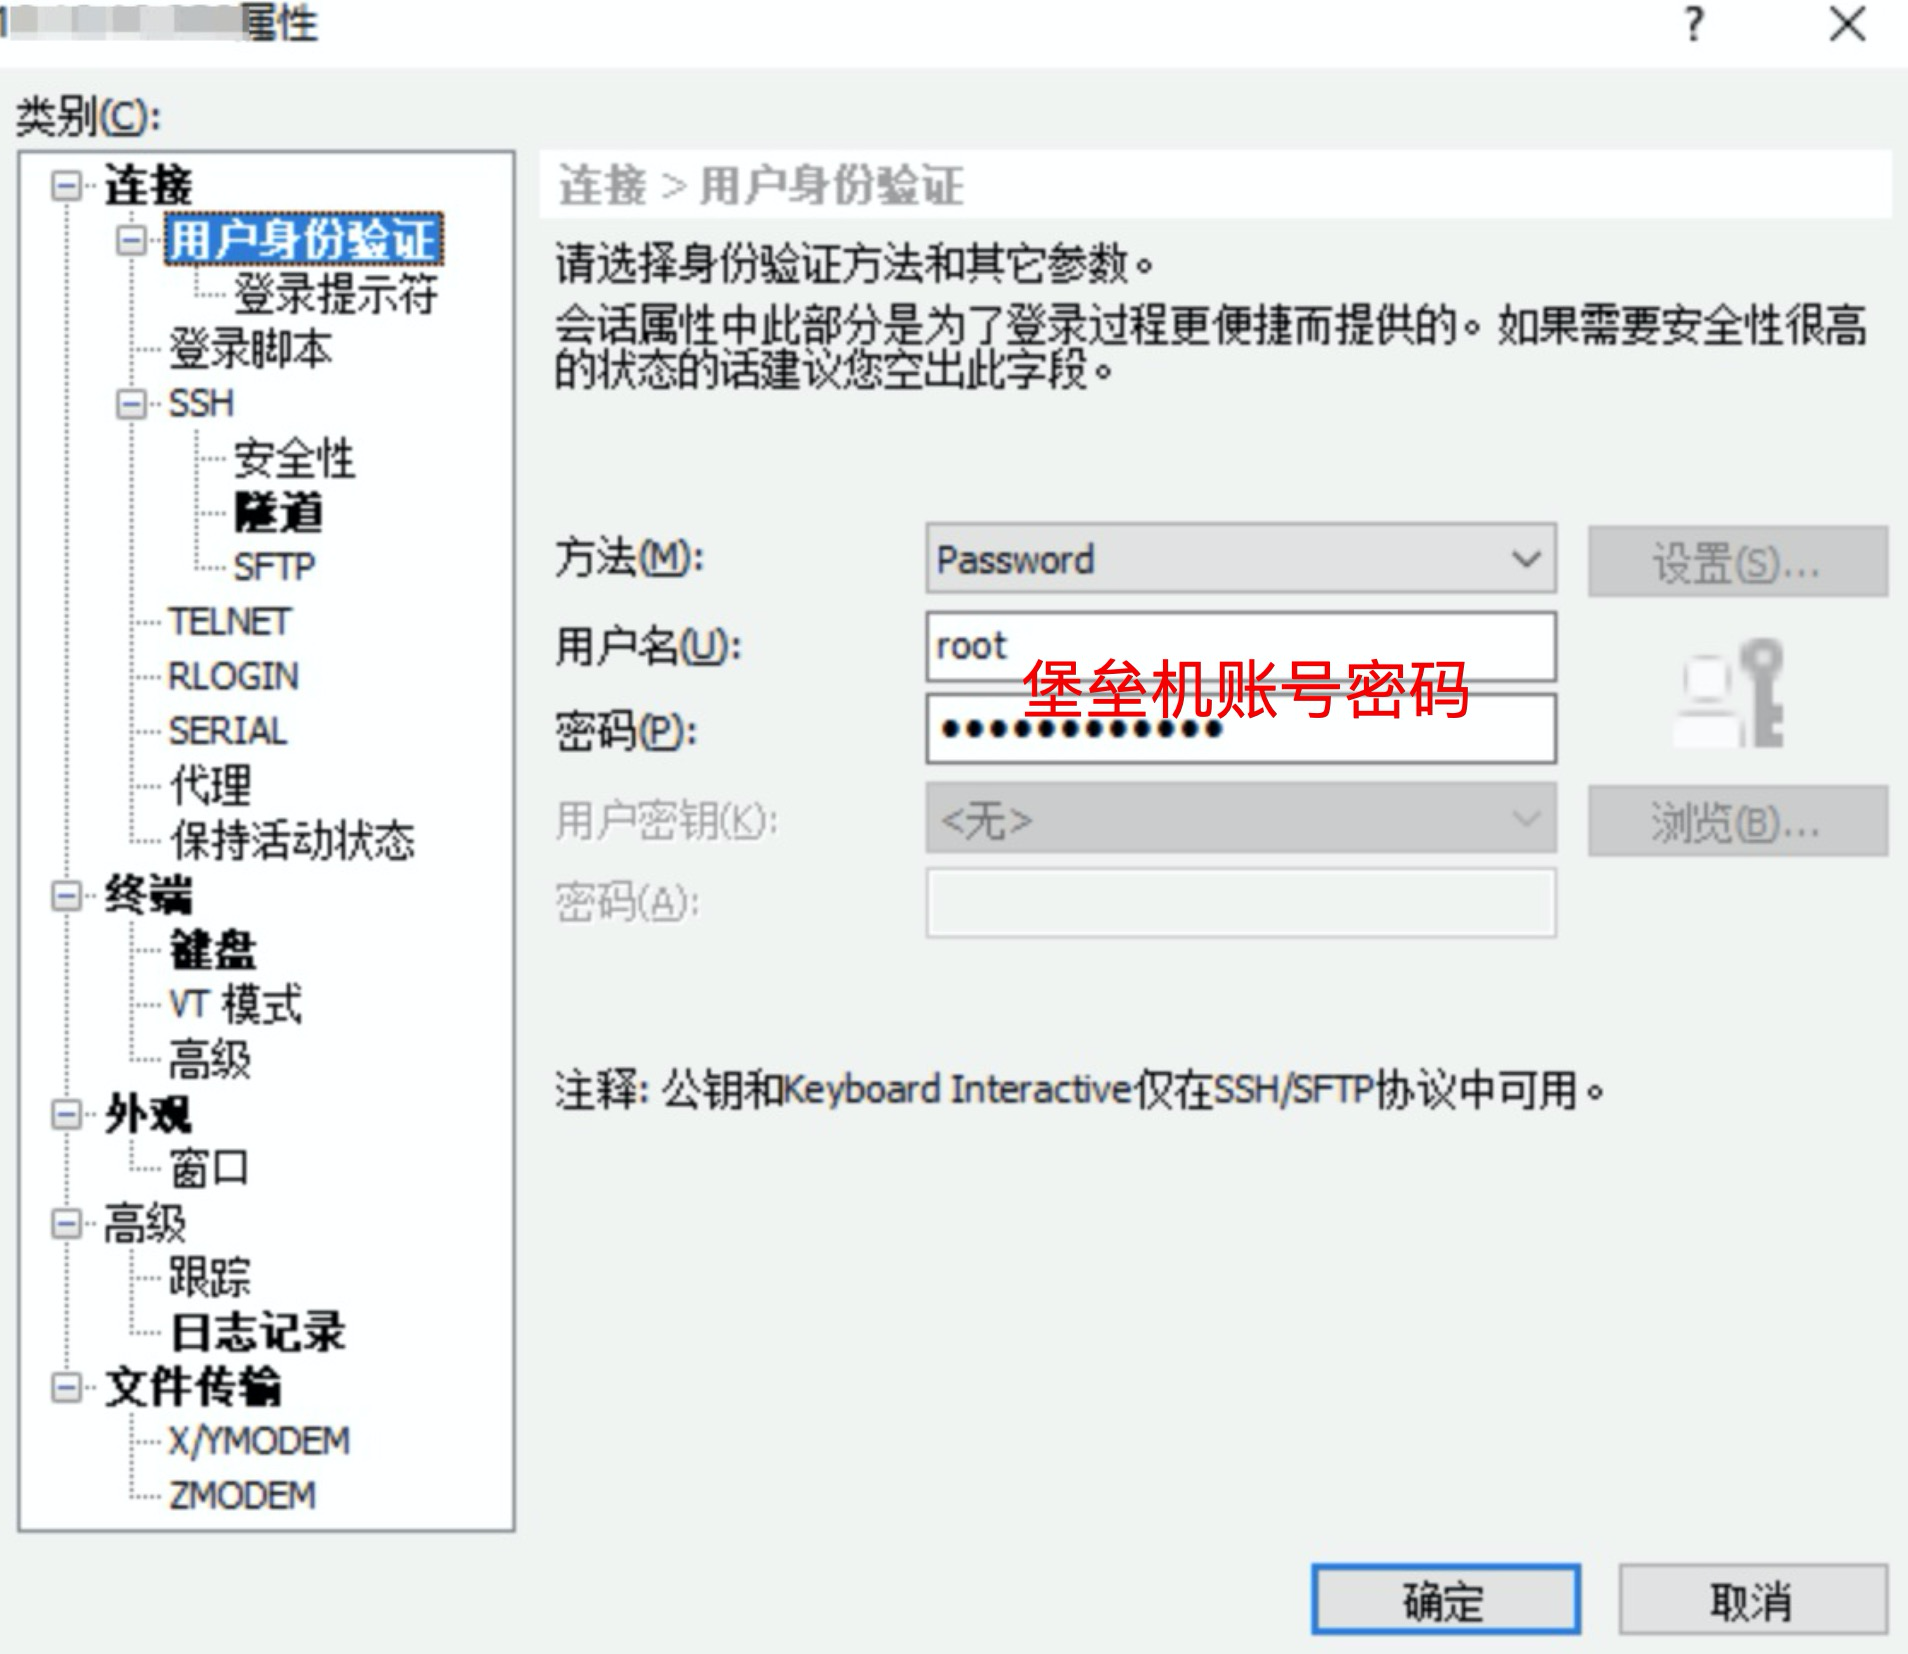 属性
类别(C):
连接
用户身份验证
登录提示符
登录脚本
SSH
安全性
隧道
SFTP
TELNET
RLOGIN
SERIAL
代理
保持活动状态
终端
键盘
VT 模式
高级
外观
窗口
高级
跟踪
日志记录
文件传输
X/YMODEM
ZMODEM
连接 > 用户身份验证
请选择身份验证方法和其它参数。
会话属性中此部分是为了登录过程更便捷而提供的。如果需要安全性很高
的状态的话建议您空出此字段。
方法(M):
Password
设置(S)...
用户名(U):
root
堡垒机账号密码
密码(P):
●●●●●●●●●●●●
用户密钥(K):
<无>
浏览(B)...
密码(A):
注释: 公钥和Keyboard Interactive仅在SSH/SFTP协议中可用。
确定
取消